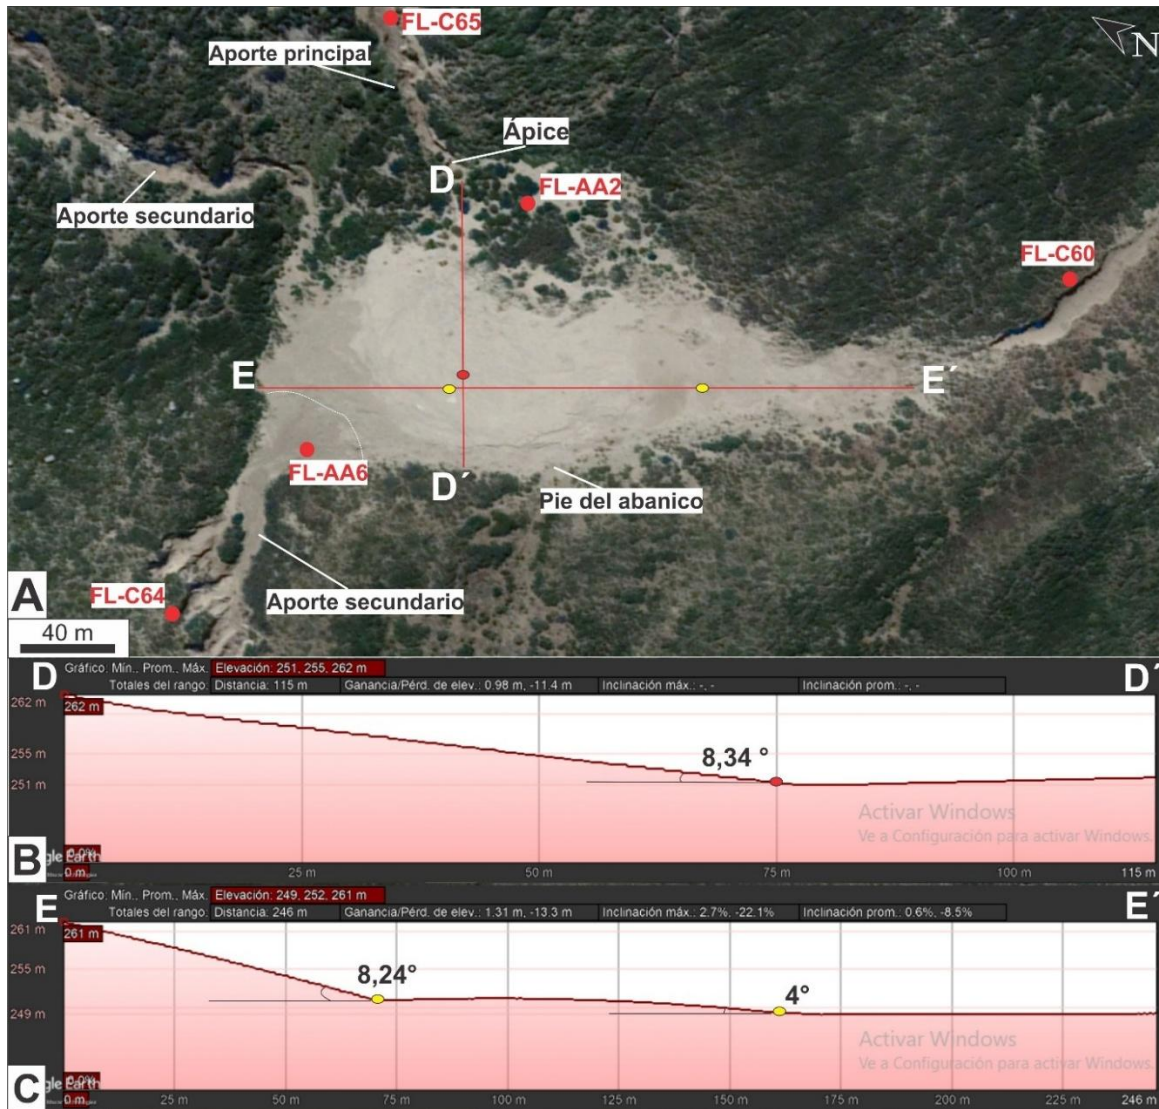 FL-C65
Aporte principal
N
Ápice
D
FL-AA2
Aporte secundario
FL-C60
E
E´
FL-AA6
D´
Pie del abanico
FL-C64
Aporte secundario
A
40 m
D
Gráfico: Mín., Prom., Máx. Elevación: 251, 255, 262 m
D´
Totales del rango: Distancia: 115 m Ganancia/Pérd. de elev.: 0.98 m, -11.4 m Inclinación máx.: -, - Inclinación prom.: -, -
262 m
262 m
255 m
8,34 °
251 m
Activar Windows
Ve a Configuración para activar Windows.
B
gle Earth
0 m
25 m
50 m
75 m
100 m
115 m
E
Gráfico: Mín., Prom., Máx. Elevación: 249, 252, 261 m
E´
Totales del rango: Distancia: 246 m Ganancia/Pérd. de elev.: 1.31 m, -13.3 m Inclinación máx.: 2.7%, -22.1% Inclinación prom.: 0.6%, -8.5%
261 m
261 m
255 m
8,24°
4°
249 m
Activar Windows
Ve a Configuración para activar Windows.
C
0 m
25 m
50 m
75 m
100 m
125 m
150 m
175 m
200 m
225 m
246 m